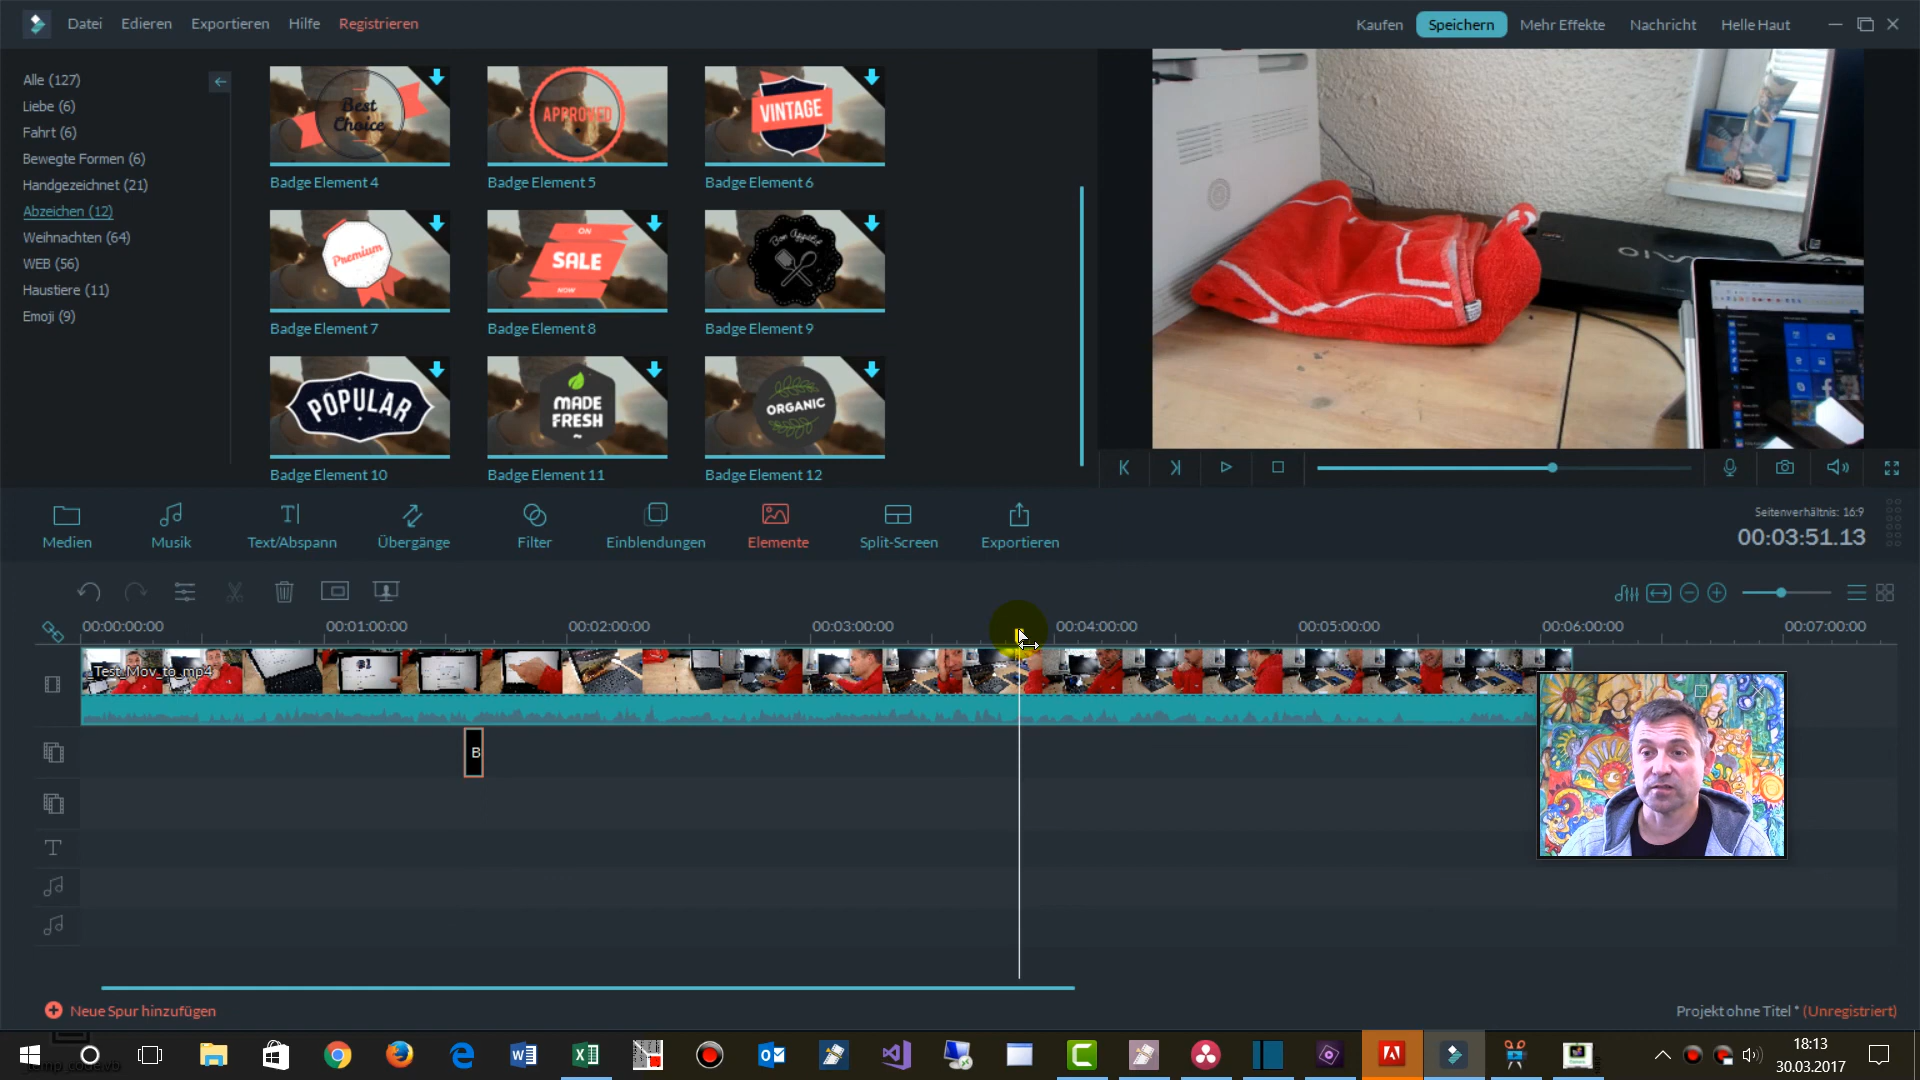 Datei Edieren Exportieren Hilfe Registrieren
Kaufen Speichern Mehr Effekte Nachricht Helle Haut
Alle (127)
Liebe (6)
Fahrt (6)
Bewegte Formen (6)
Handgezeichnet (21)
Abzeichen (12)
Weihnachten (64)
WEB (56)
Haustiere (11)
Emoji (9)
Best
Choice
APPROVED
VINTAGE
Badge Element 4 Badge Element 5 Badge Element 6
Premium
ON
SALE
NOW
Bon Appetit
Badge Element 7 Badge Element 8 Badge Element 9
POPULAR
MADE
FRESH
ORGANIC
Badge Element 10 Badge Element 11 Badge Element 12
VAIO
Medien Musik Text/Abspann Übergänge Filter Einblendungen Elemente Split-Screen Exportieren
Seitenverhältnis: 16:9
00:03:51.13
00:00:00:00 00:01:00:00 00:02:00:00 00:03:00:00 00:04:00:00 00:05:00:00 00:06:00:00 00:07:00:00
Test_Mov_to_mp4
B
Neue Spur hinzufügen
Projekt ohne Titel * (Unregistriert)
18:13
30.03.2017